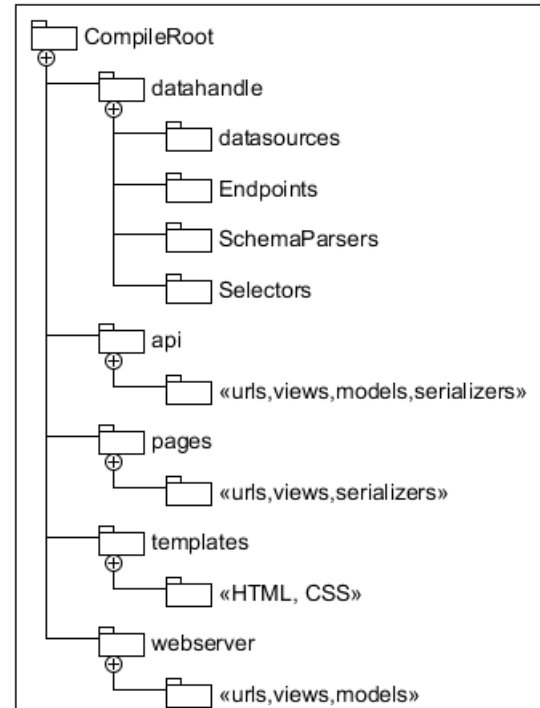 CompileRoot
datahandle
datasources
Endpoints
SchemaParsers
Selectors
api
«urls,views,models,serializers»
pages
«urls,views,serializers»
templates
«HTML, CSS»
webserver
«urls,views,models»